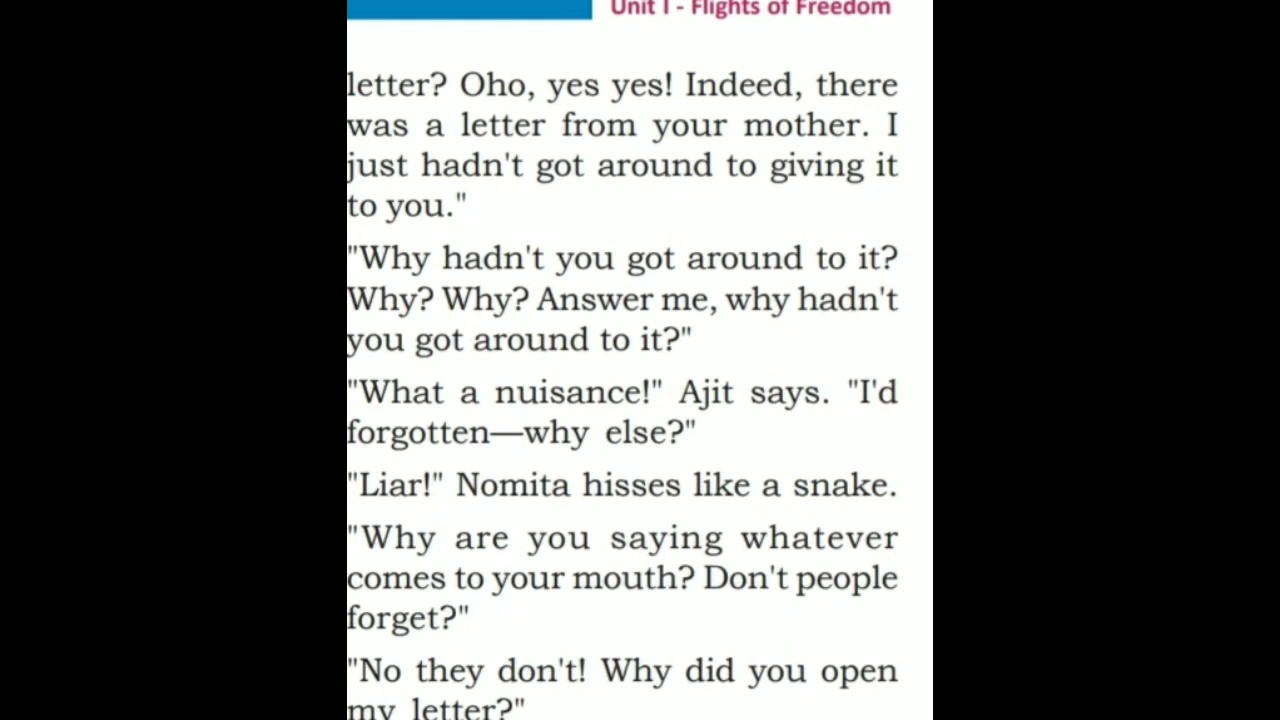 Unit I - Flights of Freedom
letter? Oho, yes yes! Indeed, there
was a letter from your mother. I
just hadn't got around to giving it
to you."
"Why hadn't you got around to it?
Why? Why? Answer me, why hadn't
you got around to it?"
"What a nuisance!" Ajit says. "I'd
forgotten—why else?"
"Liar!" Nomita hisses like a snake.
"Why are you saying whatever
comes to your mouth? Don't people
forget?"
"No they don't! Why did you open
my letter?"